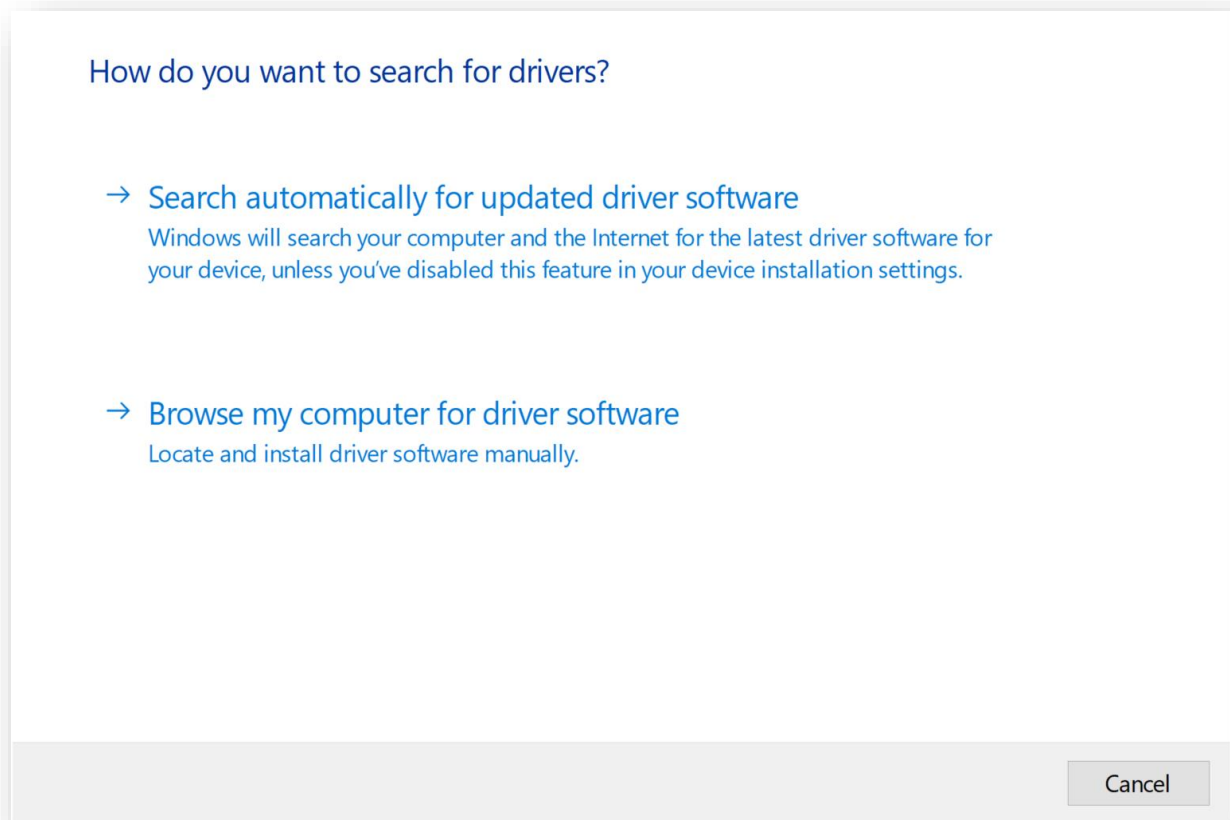 How do you want to search for drivers?
→ Search automatically for updated driver software
Windows will search your computer and the Internet for the latest driver software for
your device, unless you've disabled this feature in your device installation settings.
→ Browse my computer for driver software
Locate and install driver software manually.
Cancel